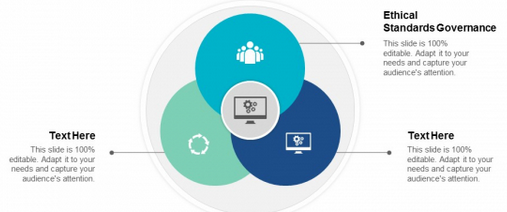 Ethical
Standards Governance
This slide is 100%
editable. Adapt it to your
needs and capture your
audience's attention.
Text Here
This slide is 100%
editable. Adapt it to your
needs and capture your
audience's attention.
Text Here
This slide is 100%
editable. Adapt it to your
needs and capture your
audience's attention.